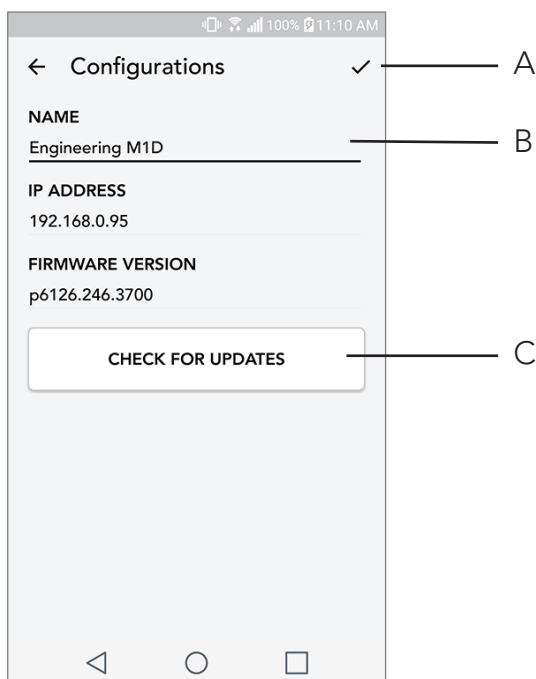 100% 11:10 AM
Configurations
A
NAME
Engineering M1D
B
IP ADDRESS
192.168.0.95
FIRMWARE VERSION
p6126.246.3700
CHECK FOR UPDATES
C